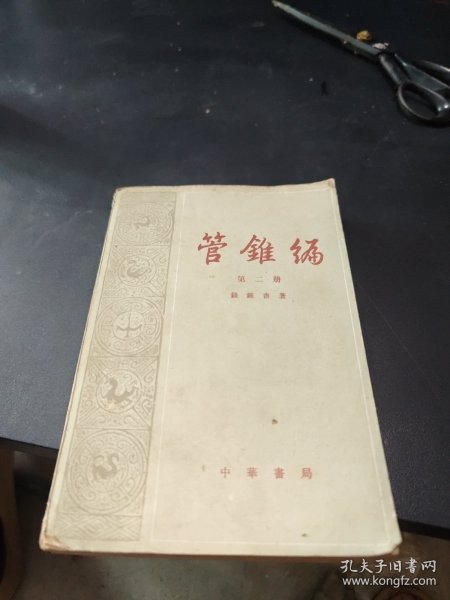 管錐編
第二册
錢鍾書著
中華書局
孔夫子旧书网
www.kongfz.com